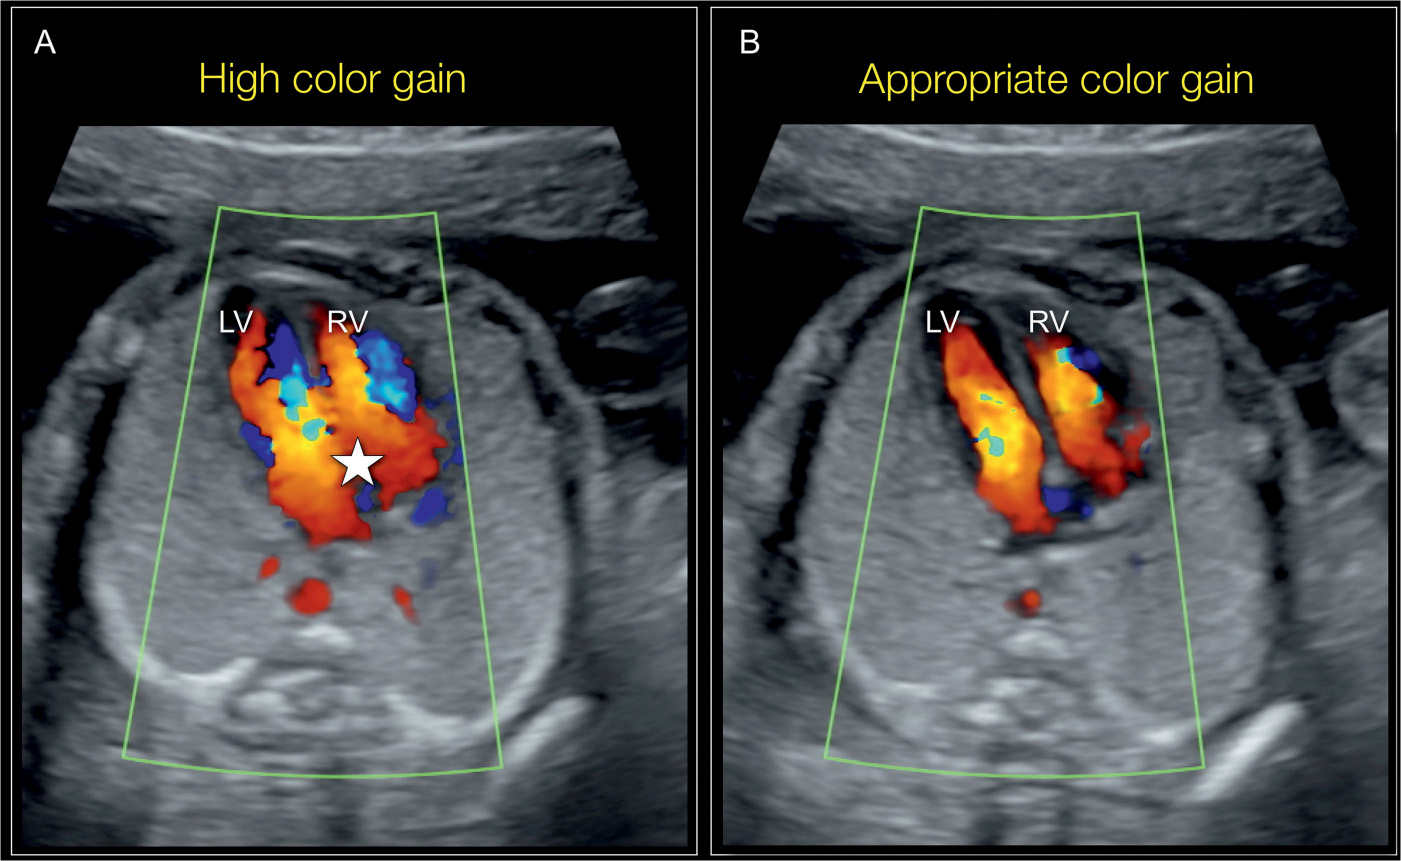 A
High color gain
LV RV
B
Appropriate color gain
LV RV